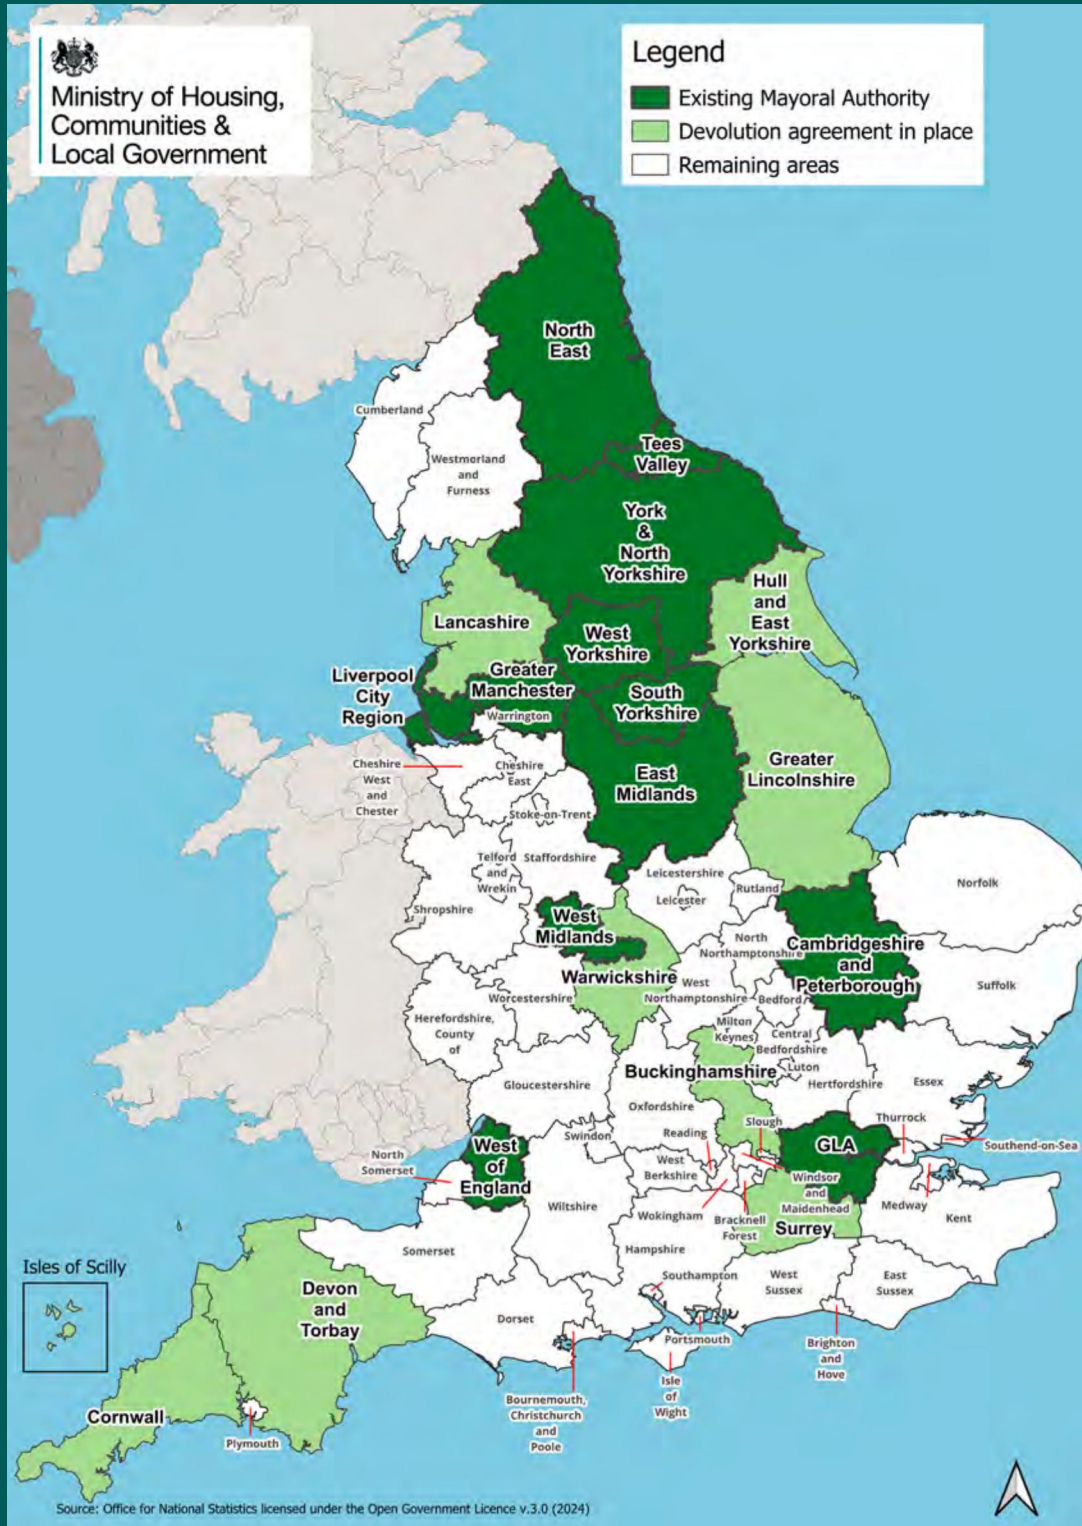 Ministry of Housing,
Communities &
Local Government
Legend
Existing Mayoral Authority
Devolution agreement in place
Remaining areas
North
East
Cumberland
Tees
Valley
Westmorland
and
Furness
York
&
North
Yorkshire
Hull
and
East
Yorkshire
Lancashire
West
Yorkshire
Liverpool
City
Region
Greater
Manchester
South
Yorkshire
Warrington
Cheshire
West
and
Chester
Cheshire
East
East
Midlands
Greater
Lincolnshire
Stoke-on-Trent
Telford
and
Wrekin
Staffordshire
Leicestershire
Leicester
Rutland
Norfolk
Shropshire
West
Midlands
North
Northamptonshire
Cambridgeshire
and
Peterborough
Warwickshire
West
Northamptonshire
Bedford
Suffolk
Worcestershire
Herefordshire,
County
of
Milton
Keynes
Central
Bedfordshire
Luton
Buckinghamshire
Hertfordshire
Essex
Gloucestershire
Oxfordshire
Thurrock
Slough
Swindon
Reading
GLA
Southend-on-Sea
North
Somerset
West
of
England
West
Berkshire
Windsor
and
Maidenhead
Wiltshire
Wokingham
Bracknell
Forest
Surrey
Medway
Kent
Somerset
Hampshire
Isles of Scilly
Southampton
West
Sussex
East
Sussex
Devon
and
Torbay
Dorset
Portsmouth
Brighton
and
Hove
Isle
of
Wight
Bournemouth,
Christchurch
and
Poole
Cornwall
Plymouth
Source: Office for National Statistics licensed under the Open Government Licence v.3.0 (2024)